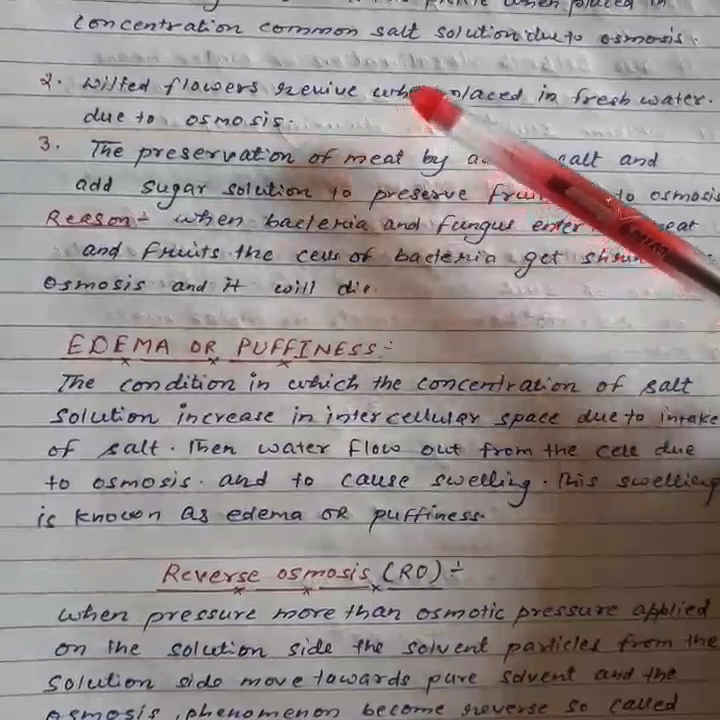 when placed in
concentration common salt solution due to osmosis.
2. wilted flowers revive when placed in fresh water.
due to osmosis.
3. The preservation of meat by salt and
add sugar solution to preserve to osmosis
Reason:- when bacteria and fungus enter
and fruits the cells of bacteria get
osmosis and it will die.
EDEMA OR PUFFINESS:-
The condition in which the concentration of salt
solution increase in intercellular space due to intake
of salt. Then water flow out from the cell due
to osmosis. and to cause swelling. This swelling
is known as edema or puffiness.
Reverse osmosis (RO):-
when pressure more than osmotic pressure applied
on the solution side the solvent particles from the
solution side move towards pure solvent and the
osmosis phenomenon become reverse so called